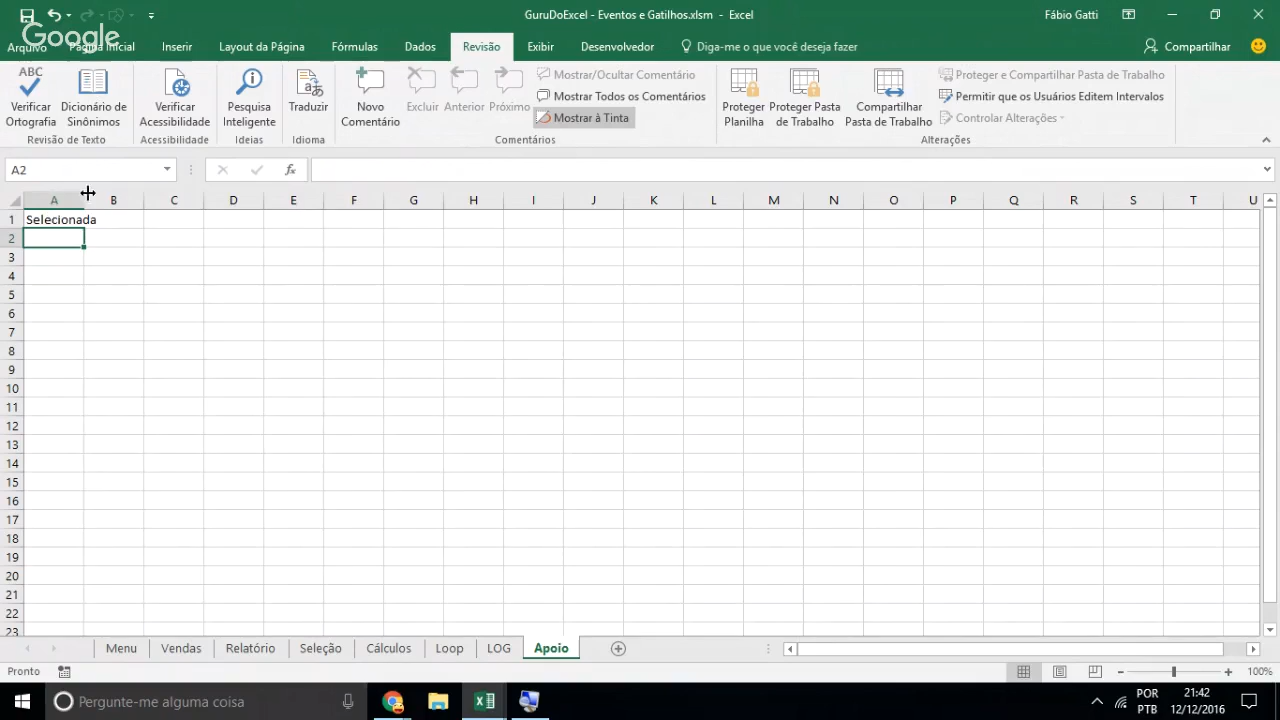 GuruDoExcel - Eventos e Gatilhos.xlsm - Excel
Fábio Gatti
Google
Arquivo Página Inicial Inserir Layout da Página Fórmulas Dados Revisão Exibir Desenvolvedor Diga-me o que você deseja fazer Compartilhar
ABC
Verificar Ortografia
Dicionário de Sinônimos
Revisão de Texto
Verificar Acessibilidade
Acessibilidade
Pesquisa Inteligente
Ideias
Traduzir
Idioma
Novo Comentário
Excluir
Anterior
Próximo
Mostrar/Ocultar Comentário
Mostrar Todos os Comentários
Mostrar à Tinta
Comentários
Proteger Planilha
Proteger Pasta de Trabalho
Compartilhar Pasta de Trabalho
Proteger e Compartilhar Pasta de Trabalho
Permitir que os Usuários Editem Intervalos
Controlar Alterações
Alterações
A2
fx
A B C D E F G H I J K L M N O P Q R S T U
1 Selecionada
2
3
4
5
6
7
8
9
10
11
12
13
14
15
16
17
18
19
20
21
22
23
Menu Vendas Relatório Seleção Cálculos Loop LOG Apoio
Pronto
100%
Pergunte-me alguma coisa
POR
PTB
21:42
12/12/2016